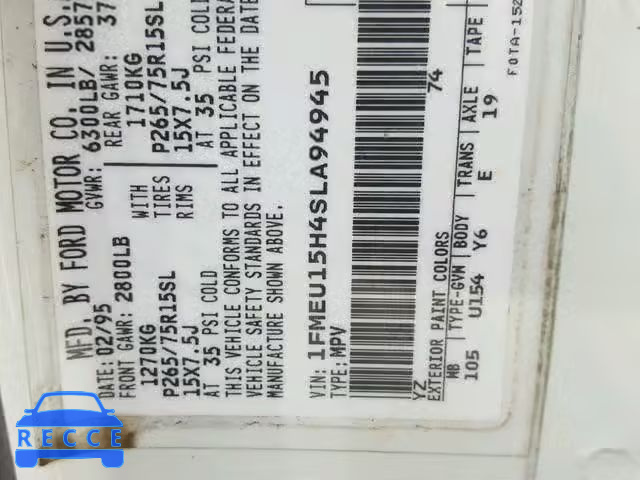 MFD. BY FORD MOTOR CO. IN U.S.A.
DATE: 02/95 GVWR: 6300LB/ 2857
FRONT GAWR: 2800LB REAR GAWR: 37
1270KG WITH 1710KG
P265/75R15SL TIRES P265/75R15SL
15X7.5J RIMS 15X7.5J
AT 35 PSI COLD AT 35 PSI COLD
THIS VEHICLE CONFORMS TO ALL APPLICABLE FEDERAL
VEHICLE SAFETY STANDARDS IN EFFECT ON THE DATE
MANUFACTURE SHOWN ABOVE.
VIN: 1FMEU15H4SLA94945
TYPE: MPV
YZ 74
EXTERIOR PAINT COLORS
WB TYPE-GVW BODY TRANS AXLE TAPE
105 U154 Y6 E 19
F0TA-152
RECCE